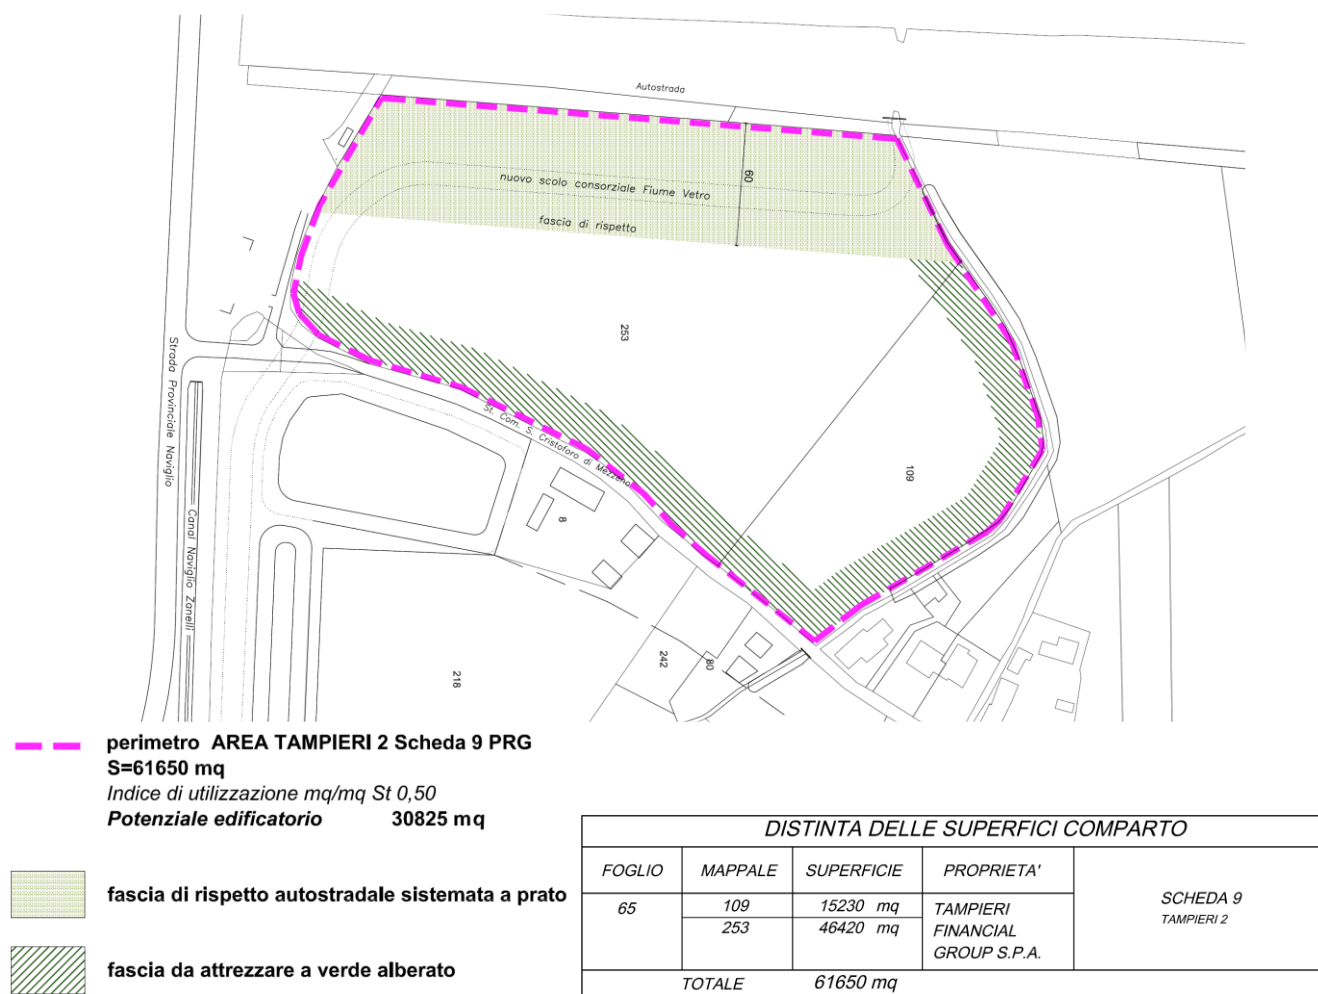 Autostrada
60
nuovo scolo consorziale Fiume Vetro
fascia di rispetto
253
109
Strada Provinciale Naviglio
Canal Naviglio Zanelli
St. Com. S. Cristoforo di Mezzeno
8
218
242
80
perimetro AREA TAMPIERI 2 Scheda 9 PRG
S=61650 mq
Indice di utilizzazione mq/mq St 0,50
Potenziale edificatorio 30825 mq
fascia di rispetto autostradale sistemata a prato
fascia da attrezzare a verde alberato
DISTINTA DELLE SUPERFICI COMPARTO
FOGLIO MAPPALE SUPERFICIE PROPRIETA'
65 109 15230 mq TAMPIERI
253 46420 mq FINANCIAL
GROUP S.P.A.
SCHEDA 9
TAMPIERI 2
TOTALE 61650 mq